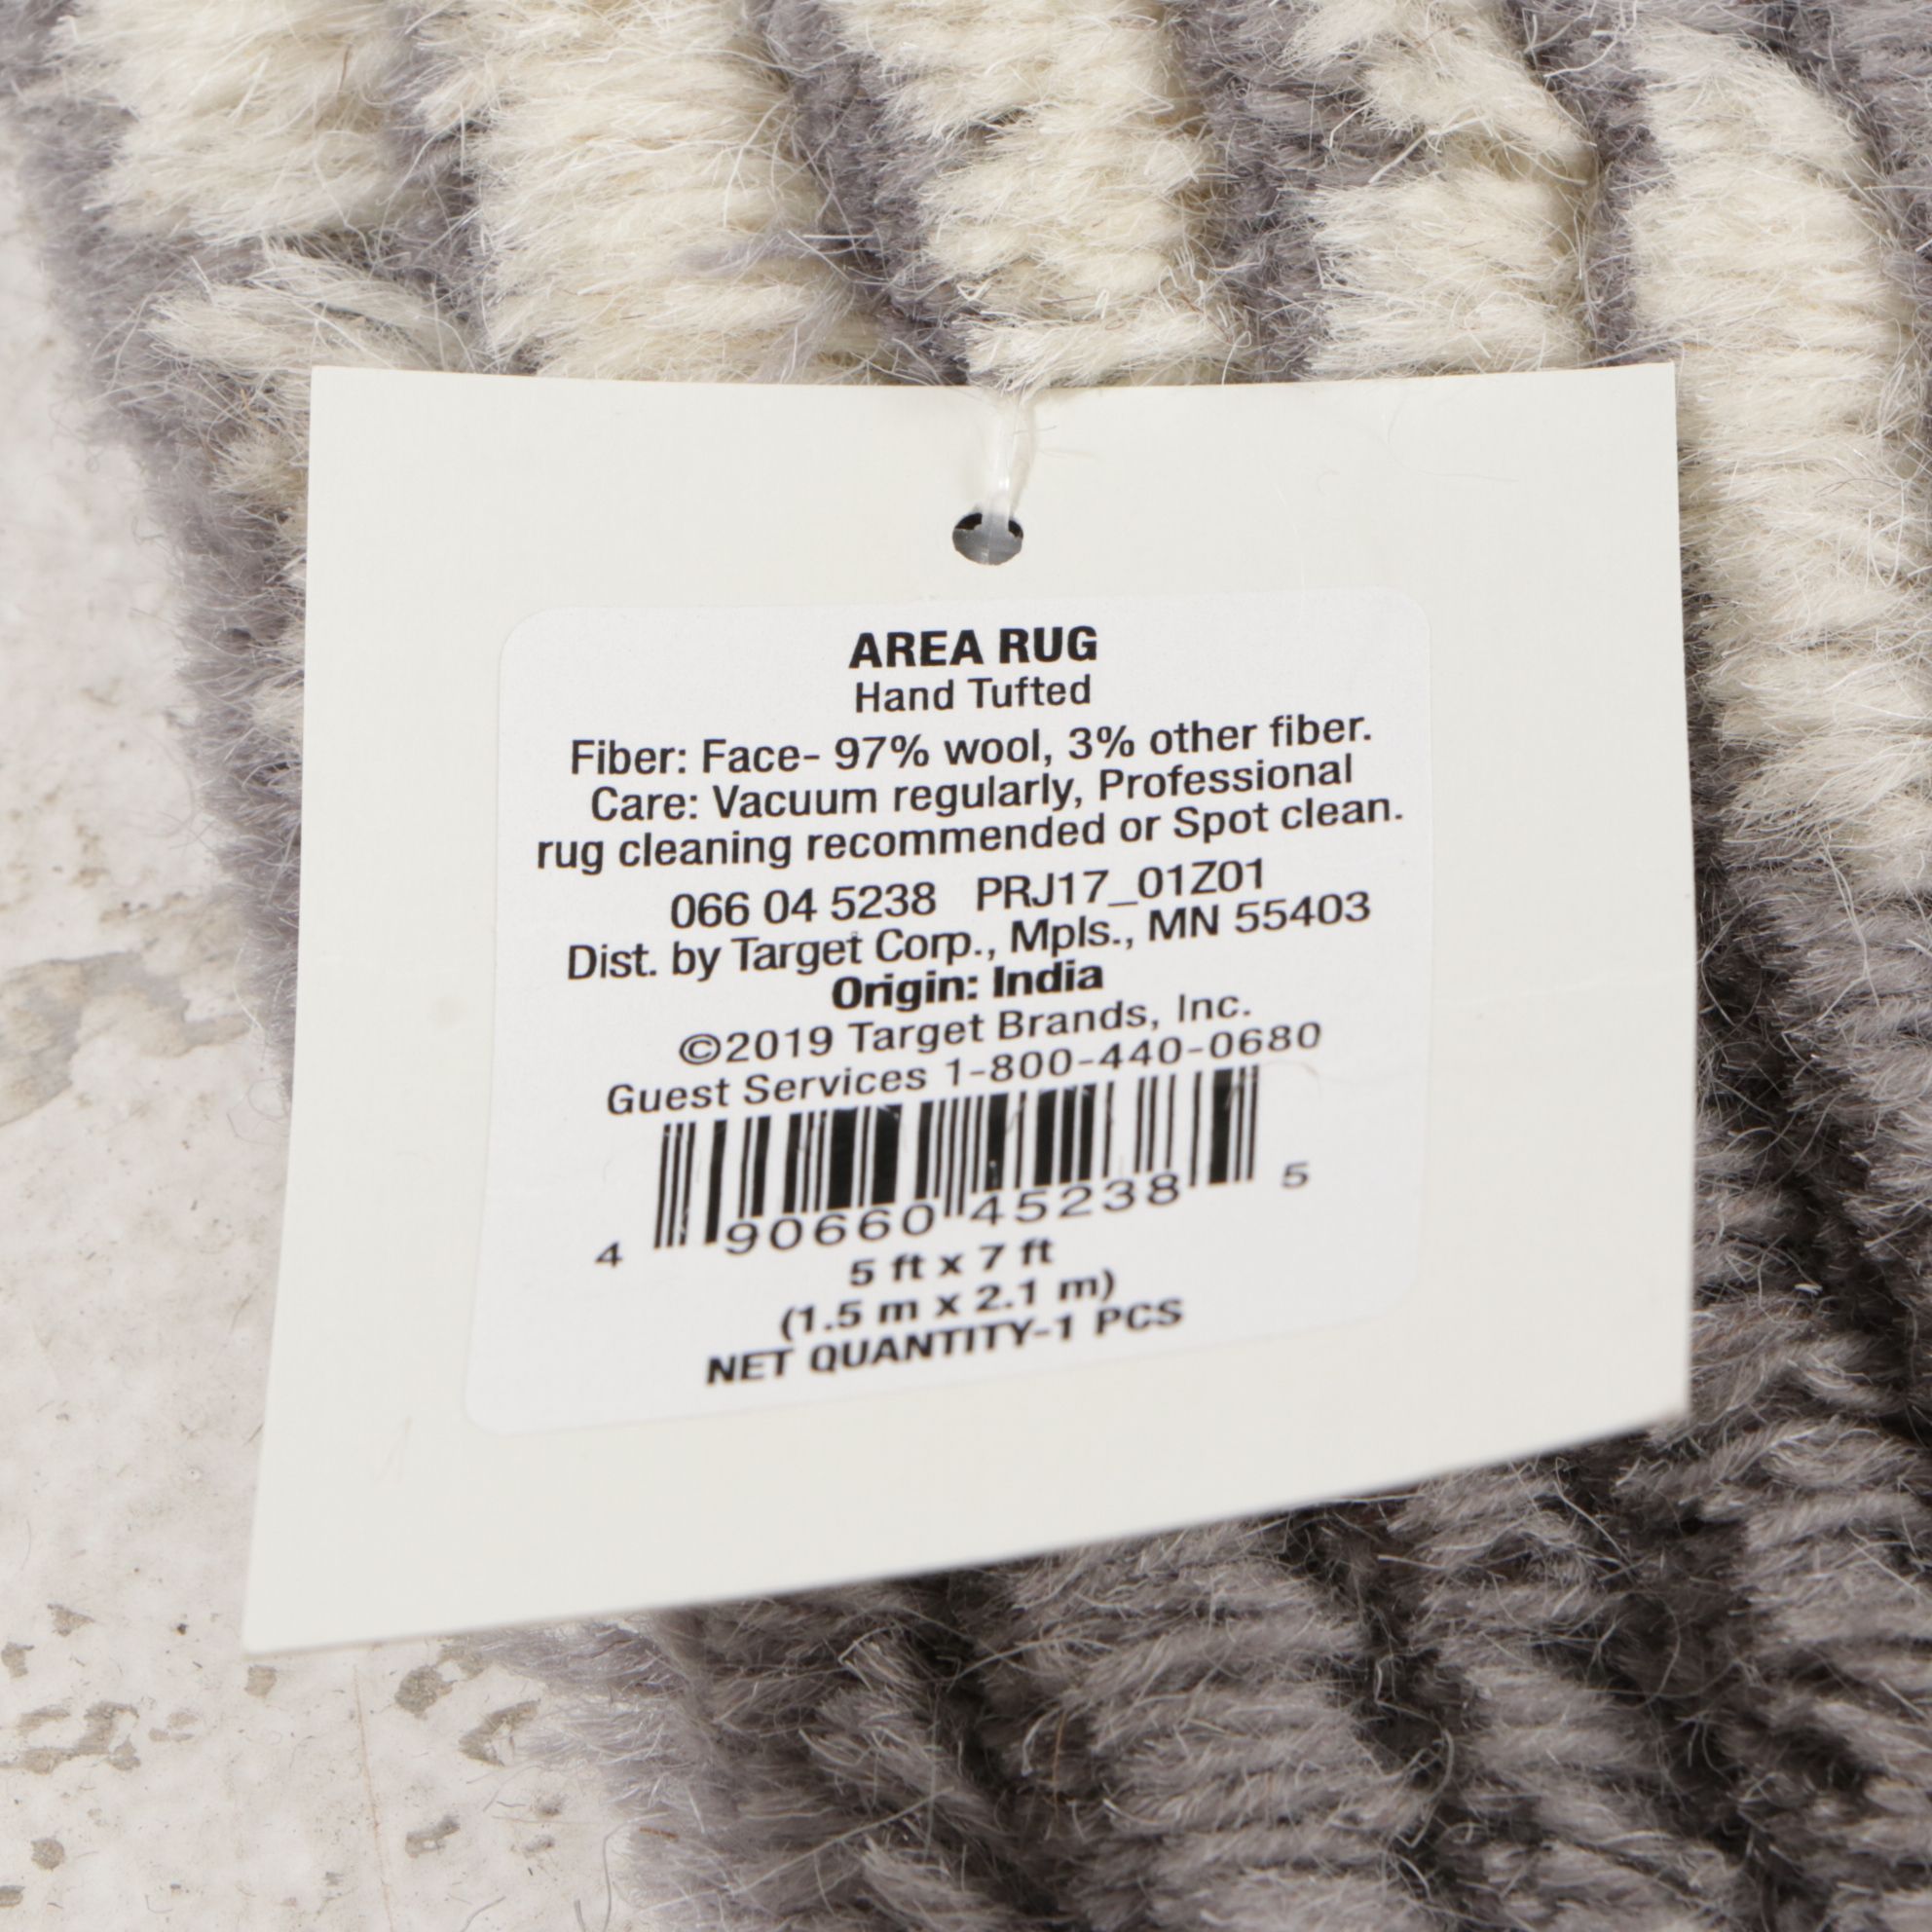 AREA RUG
Hand Tufted
Fiber: Face- 97% wool, 3% other fiber.
Care: Vacuum regularly, Professional
rug cleaning recommended or Spot clean.
066 04 5238 PRJ17_01Z01
Dist. by Target Corp., Mpls., MN 55403
Origin: India
©2019 Target Brands, Inc.
Guest Services 1-800-440-0680
4 90660 45238 5
5 ft x 7 ft
(1.5 m x 2.1 m)
NET QUANTITY-1 PCS